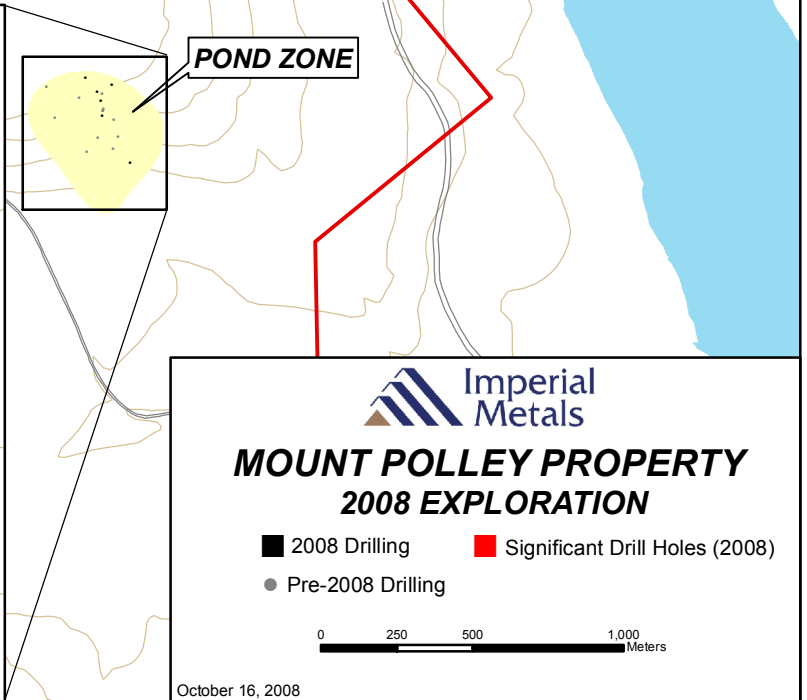 POND ZONE
Imperial
Metals
MOUNT POLLEY PROPERTY
2008 EXPLORATION
2008 Drilling
Significant Drill Holes (2008)
Pre-2008 Drilling
0 250 500 1,000
Meters
October 16, 2008